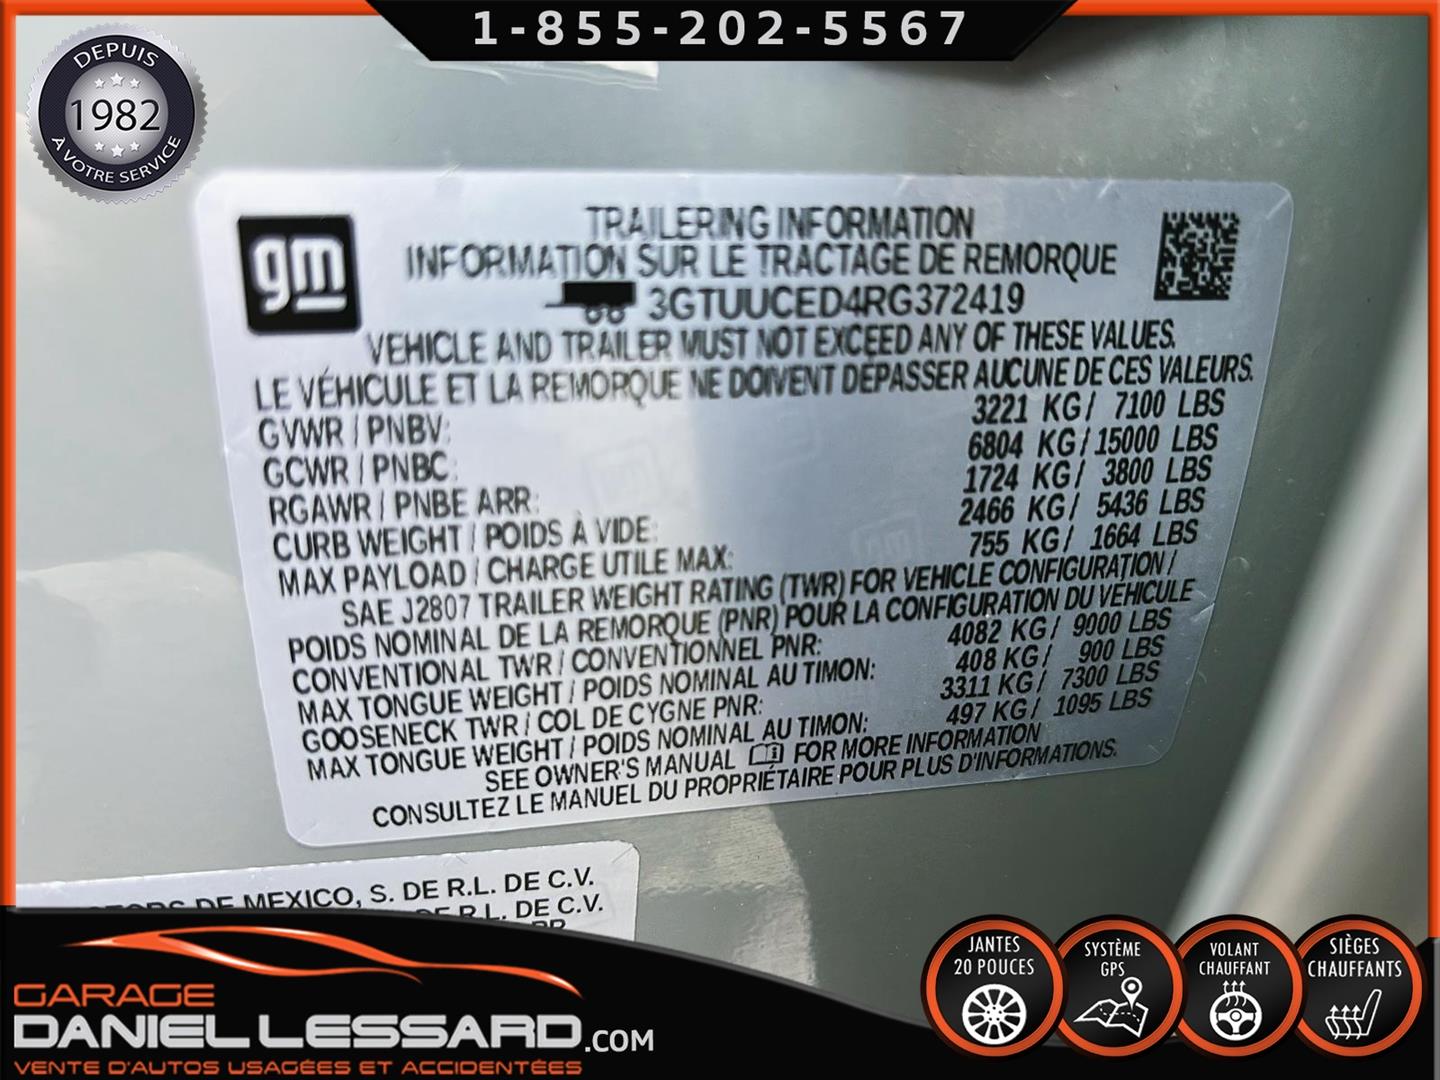 1-855-202-5567
DEPUIS
1982
À VOTRE SERVICE
gm
TRAILERING INFORMATION
INFORMATION SUR LE TRACTAGE DE REMORQUE
3GTUUCED4RG372419
VEHICLE AND TRAILER MUST NOT EXCEED ANY OF THESE VALUES.
LE VÉHICULE ET LA REMORQUE NE DOIVENT DÉPASSER AUCUNE DE CES VALEURS.
GVWR / PNBV: 3221 KG / 7100 LBS
GCWR / PNBC: 6804 KG / 15000 LBS
RGAWR / PNBE ARR: 1724 KG / 3800 LBS
CURB WEIGHT / POIDS À VIDE: 2466 KG / 5436 LBS
MAX PAYLOAD / CHARGE UTILE MAX: 755 KG / 1664 LBS
SAE J2807 TRAILER WEIGHT RATING (TWR) FOR VEHICLE CONFIGURATION /
POIDS NOMINAL DE LA REMORQUE (PNR) POUR LA CONFIGURATION DU VÉHICULE
CONVENTIONAL TWR / CONVENTIONNEL PNR: 4082 KG / 9000 LBS
MAX TONGUE WEIGHT / POIDS NOMINAL AU TIMON: 408 KG / 900 LBS
GOOSENECK TWR / COL DE CYGNE PNR: 3311 KG / 7300 LBS
MAX TONGUE WEIGHT / POIDS NOMINAL AU TIMON: 497 KG / 1095 LBS
SEE OWNER'S MANUAL FOR MORE INFORMATION
CONSULTEZ LE MANUEL DU PROPRIÉTAIRE POUR PLUS D'INFORMATIONS.
DE MEXICO, S. DE R.L. DE C.V.
DE R.L. DE C.V.
GARAGE
DANIEL LESSARD.COM
VENTE D'AUTOS USAGÉES ET ACCIDENTÉES
JANTES
20 POUCES
SYSTÈME
GPS
VOLANT
CHAUFFANT
SIÈGES
CHAUFFANTS